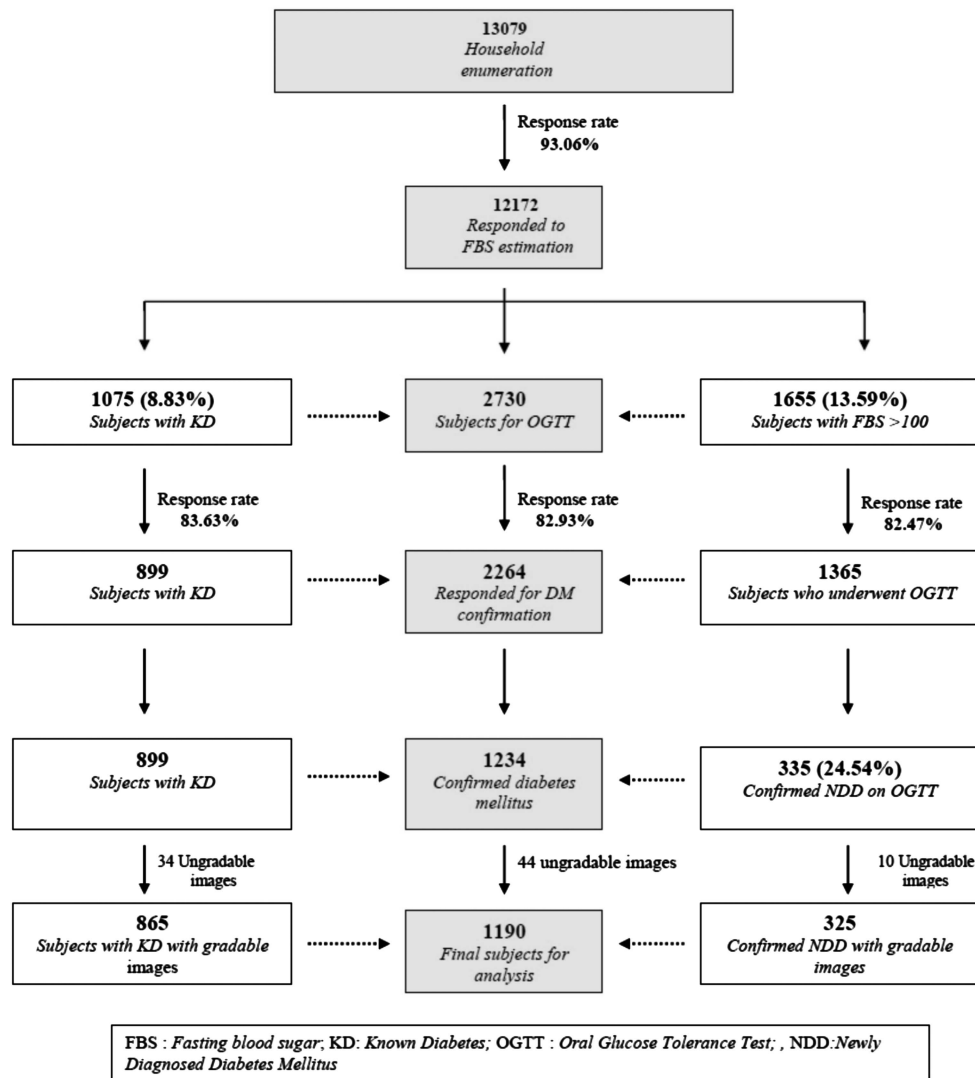 13079
Household
enumeration
Response rate
93.06%
12172
Responded to
FBS estimation
1075 (8.83%)
Subjects with KD
2730
Subjects for OGTT
1655 (13.59%)
Subjects with FBS >100
Response rate
83.63%
Response rate
82.93%
Response rate
82.47%
899
Subjects with KD
2264
Responded for DM
confirmation
1365
Subjects who underwent OGTT
899
Subjects with KD
1234
Confirmed diabetes
mellitus
335 (24.54%)
Confirmed NDD on OGTT
34 Ungradable
images
44 ungradable images
10 Ungradable
images
865
Subjects with KD with gradable
images
1190
Final subjects for
analysis
325
Confirmed NDD with gradable
images
FBS : Fasting blood sugar; KD: Known Diabetes; OGTT : Oral Glucose Tolerance Test; , NDD:Newly
Diagnosed Diabetes Mellitus